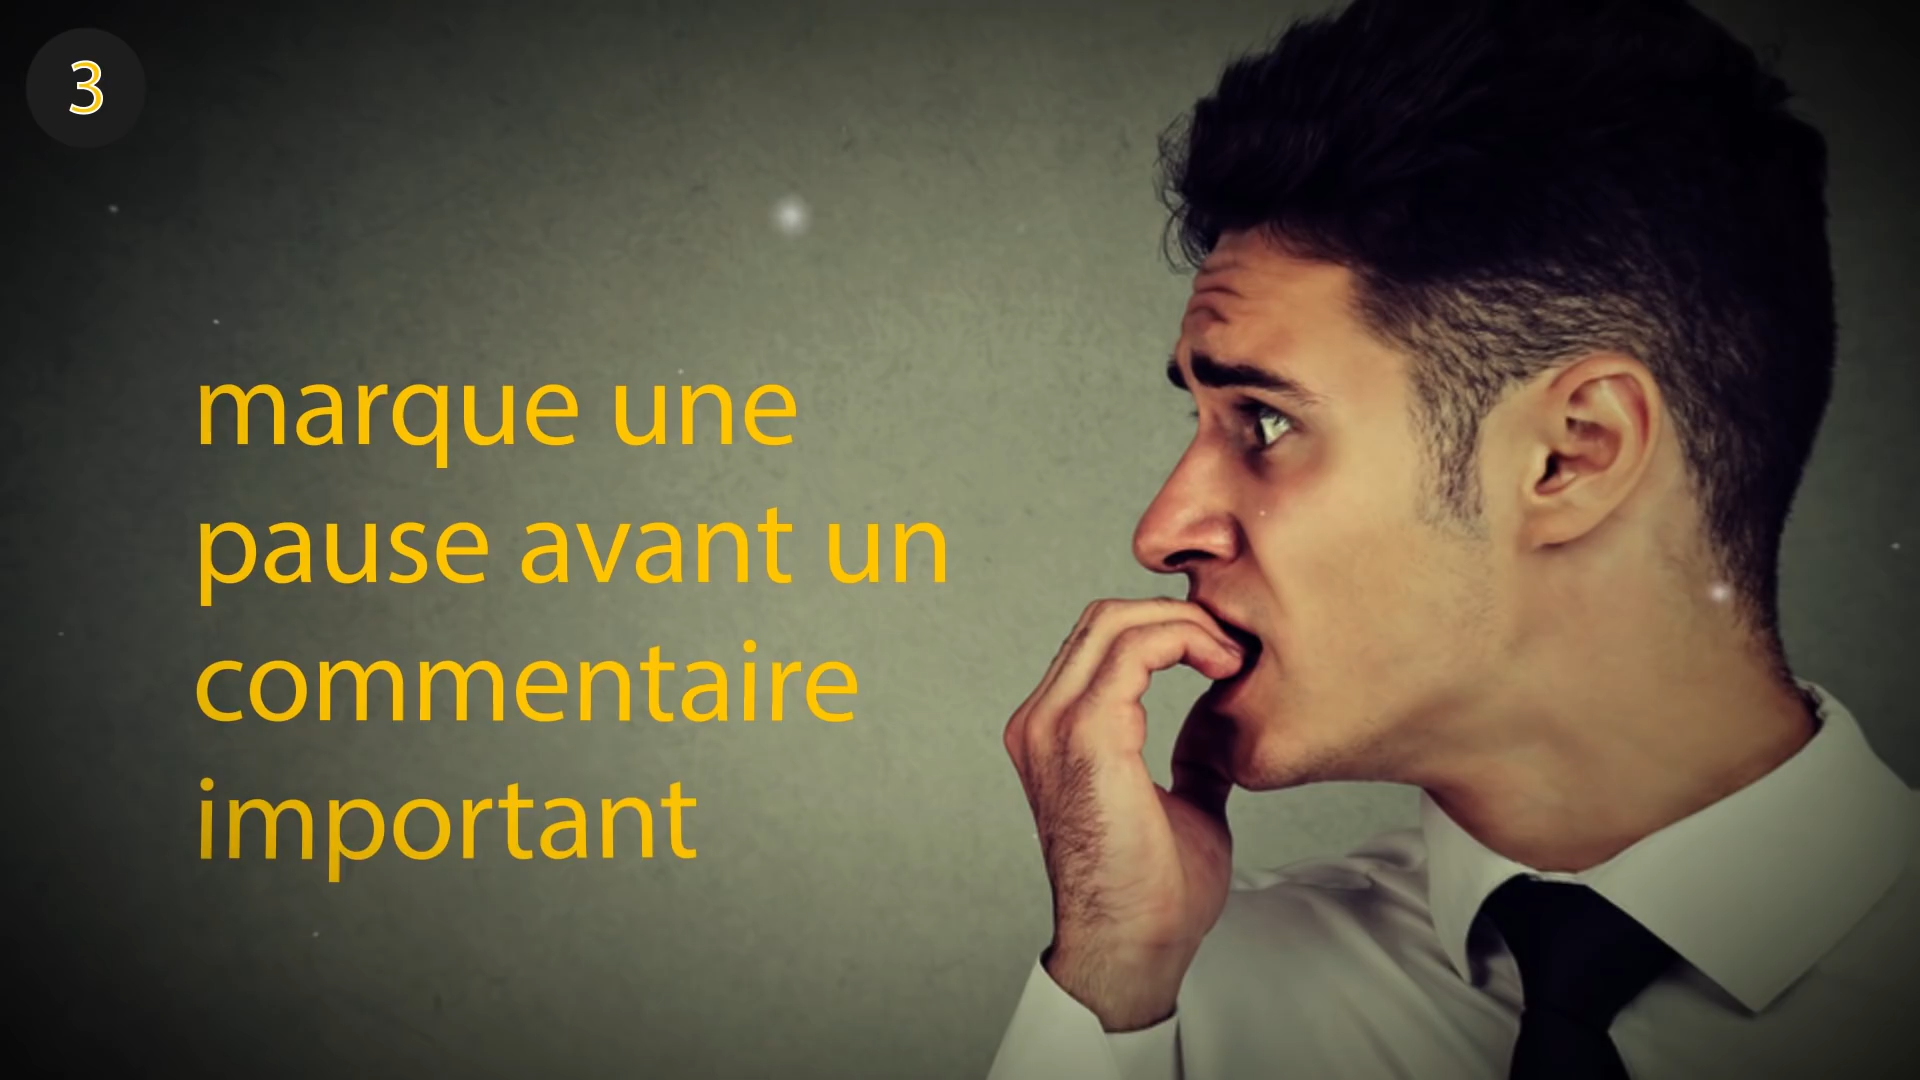 3
marque une
pause avant un
commentaire
important